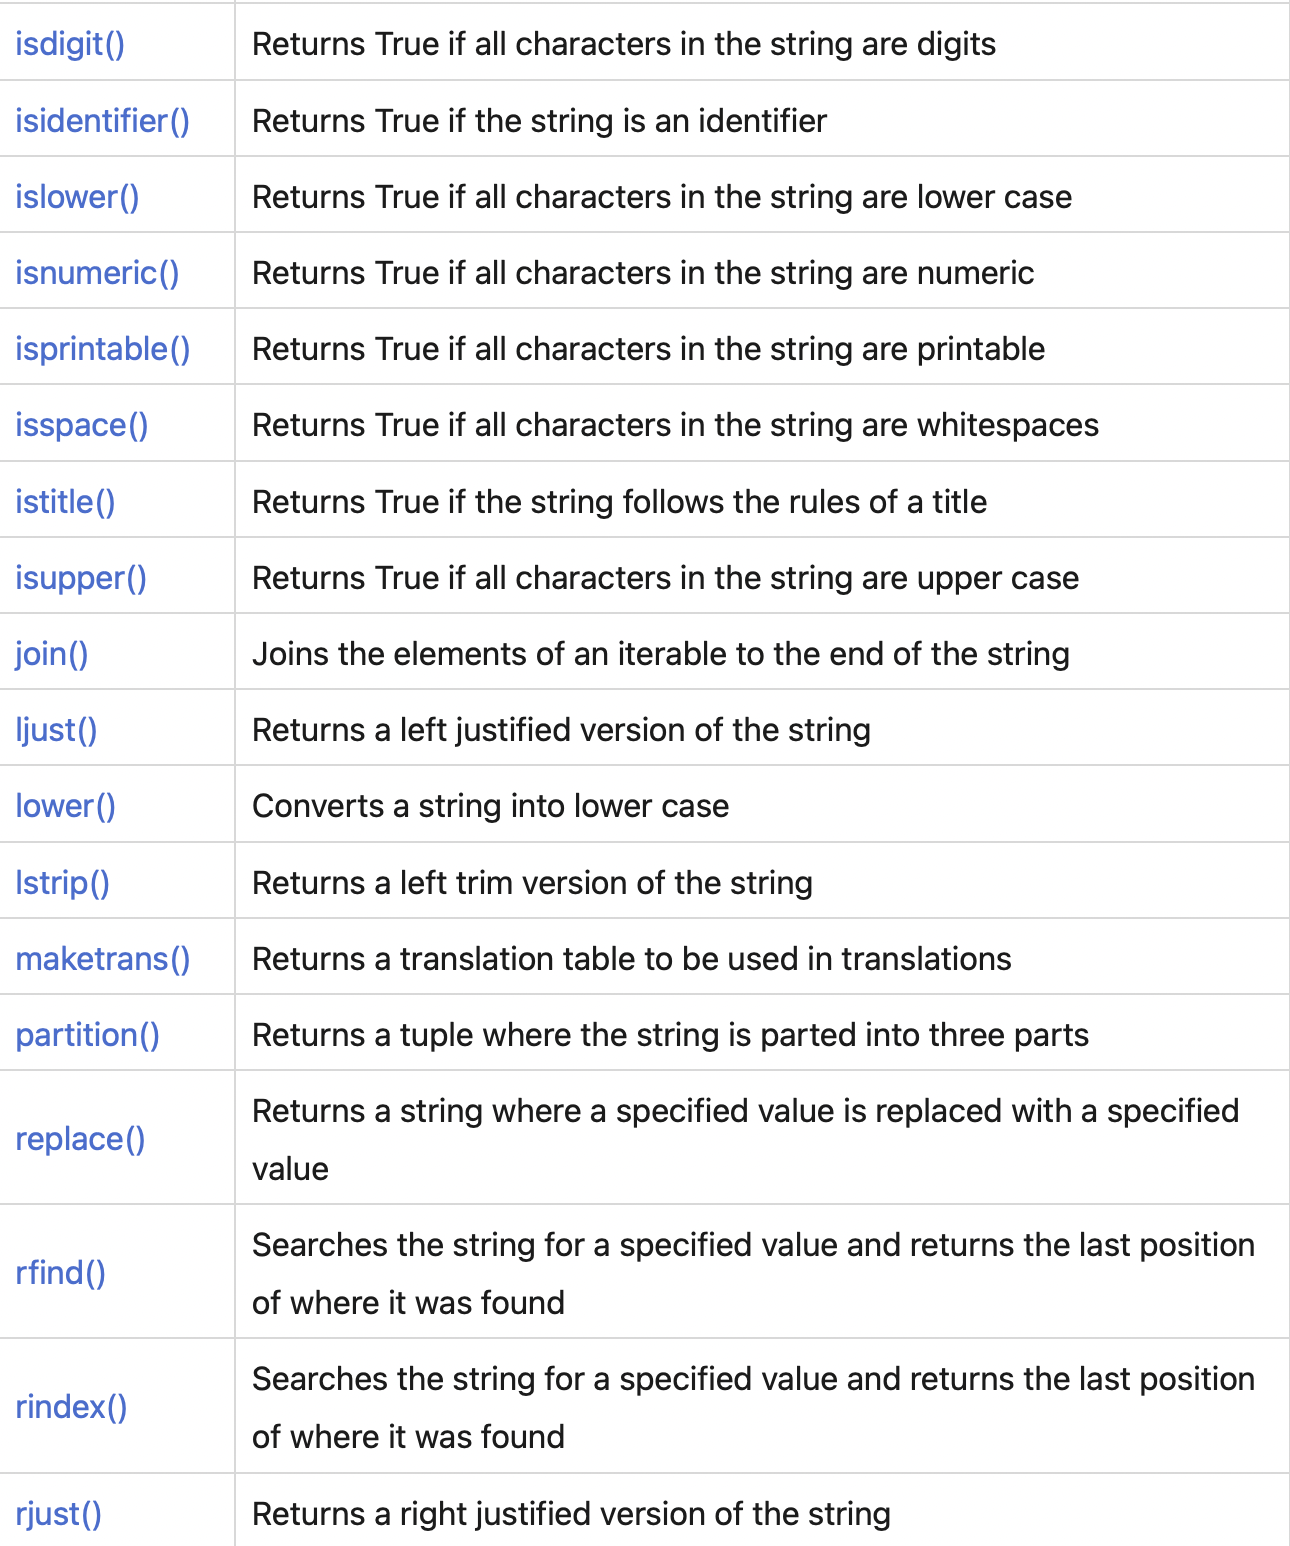 isdigit() Returns True if all characters in the string are digits
isidentifier() Returns True if the string is an identifier
islower() Returns True if all characters in the string are lower case
isnumeric() Returns True if all characters in the string are numeric
isprintable() Returns True if all characters in the string are printable
isspace() Returns True if all characters in the string are whitespaces
istitle() Returns True if the string follows the rules of a title
isupper() Returns True if all characters in the string are upper case
join() Joins the elements of an iterable to the end of the string
ljust() Returns a left justified version of the string
lower() Converts a string into lower case
lstrip() Returns a left trim version of the string
maketrans() Returns a translation table to be used in translations
partition() Returns a tuple where the string is parted into three parts
replace() Returns a string where a specified value is replaced with a specified
value
rfind() Searches the string for a specified value and returns the last position
of where it was found
rindex() Searches the string for a specified value and returns the last position
of where it was found
rjust() Returns a right justified version of the string